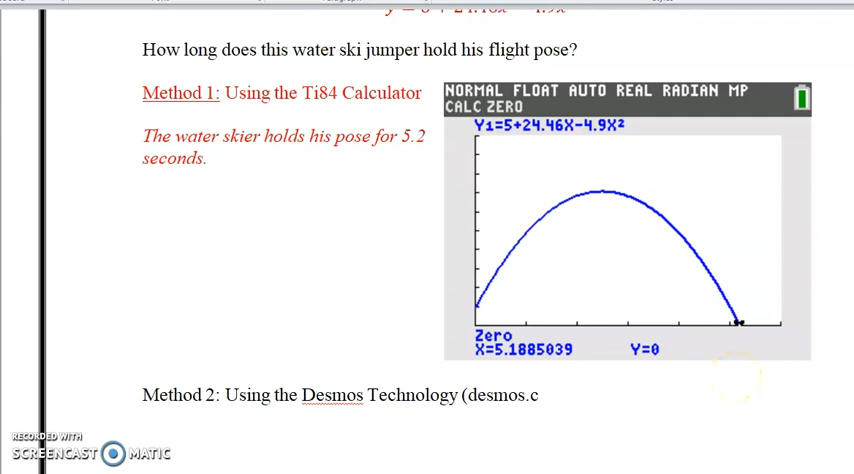 How long does this water ski jumper hold his flight pose?
Method 1: Using the Ti84 Calculator
The water skier holds his pose for 5.2
seconds.
NORMAL FLOAT AUTO REAL RADIAN MP
CALC ZERO
Y1=5+24.46X-4.9X²
Zero
X=5.1885039 Y=0
Method 2: Using the Desmos Technology (desmos.c
RECORDED WITH
SCREENCAST MATIC